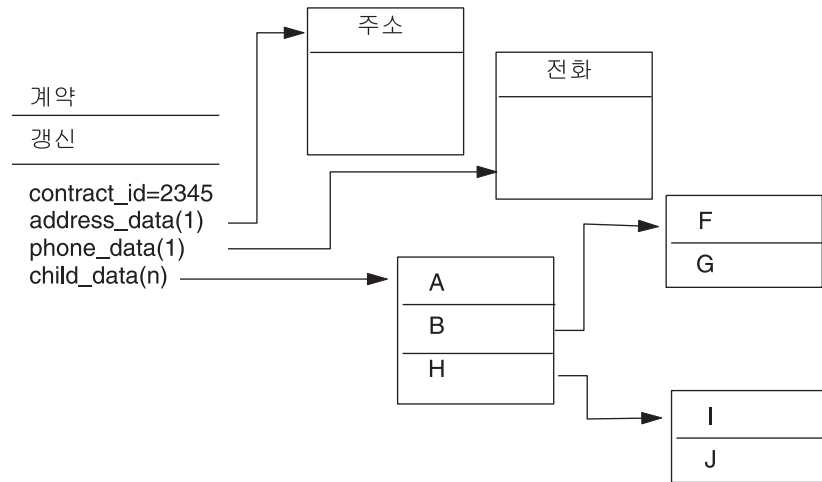 주소
전화
계약
갱신
contract_id=2345
address_data(1)
phone_data(1)
child_data(n)
A
B
H
F
G
I
J